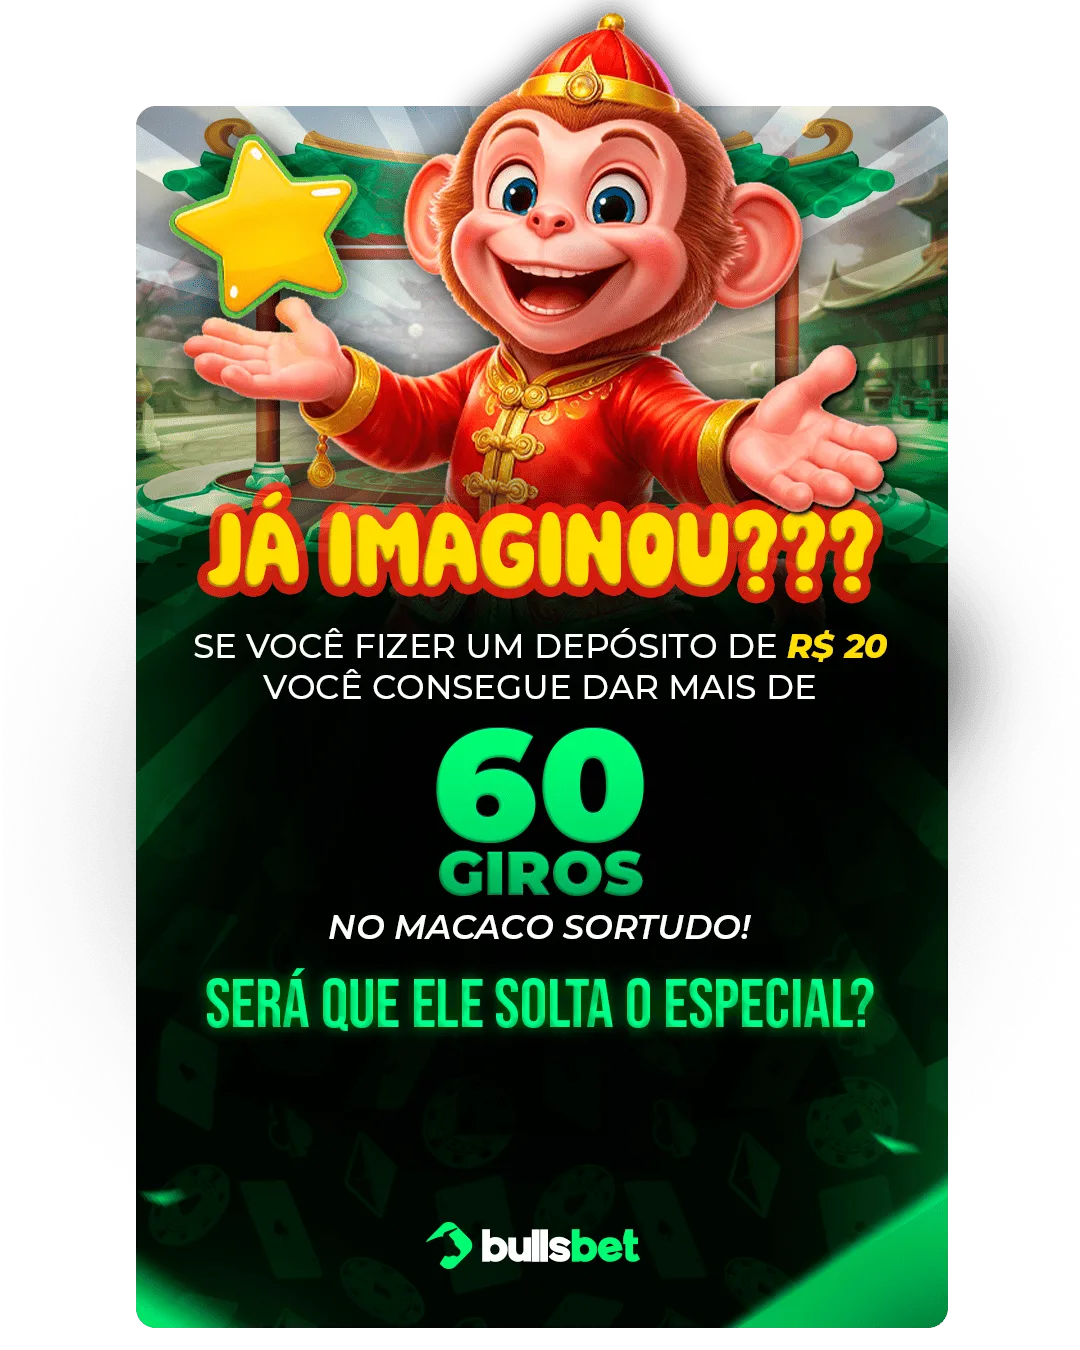 JÁ IMAGINOU???
SE VOCÊ FIZER UM DEPÓSITO DE R$ 20
VOCÊ CONSEGUE DAR MAIS DE
60
GIROS
NO MACACO SORTUDO!
SERÁ QUE ELE SOLTA O ESPECIAL?
bullsbet